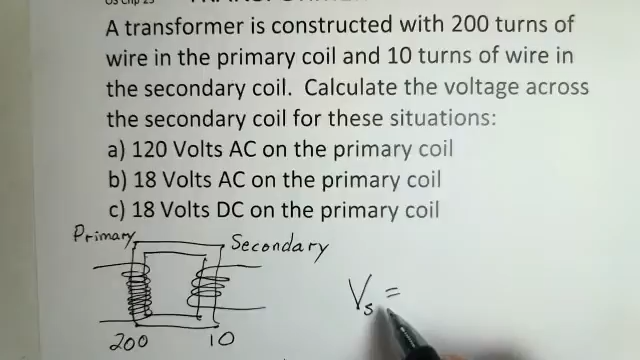 A transformer is constructed with 200 turns of
wire in the primary coil and 10 turns of wire in
the secondary coil. Calculate the voltage across
the secondary coil for these situations:
a) 120 Volts AC on the primary coil
b) 18 Volts AC on the primary coil
c) 18 Volts DC on the primary coil
Primary
Secondary
Vs =
200
10